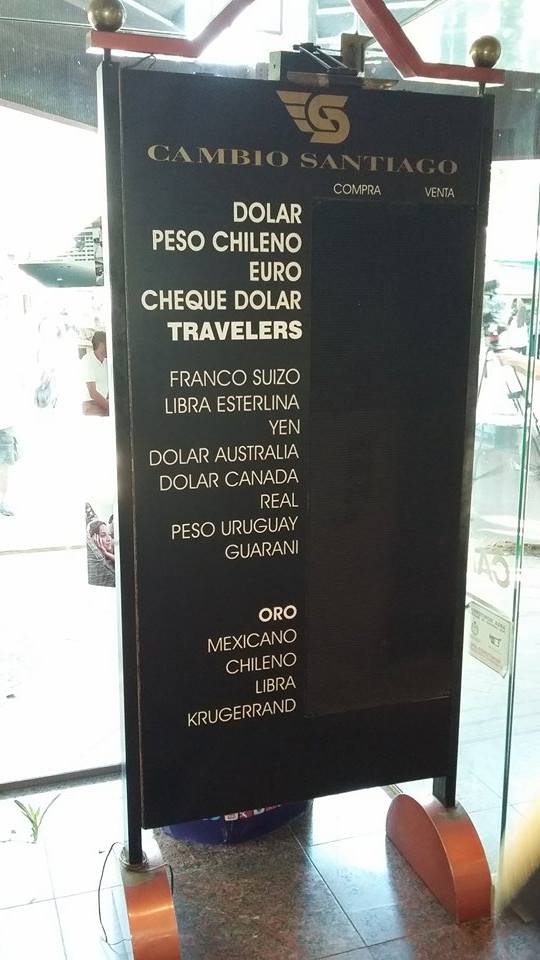 CAMBIO SANTIAGO
COMPRA VENTA
DOLAR
PESO CHILENO
EURO
CHEQUE DOLAR
TRAVELERS
FRANCO SUIZO
LIBRA ESTERLINA
YEN
DOLAR AUSTRALIA
DOLAR CANADA
REAL
PESO URUGUAY
GUARANI
ORO
MEXICANO
CHILENO
LIBRA
KRUGERRAND
CA